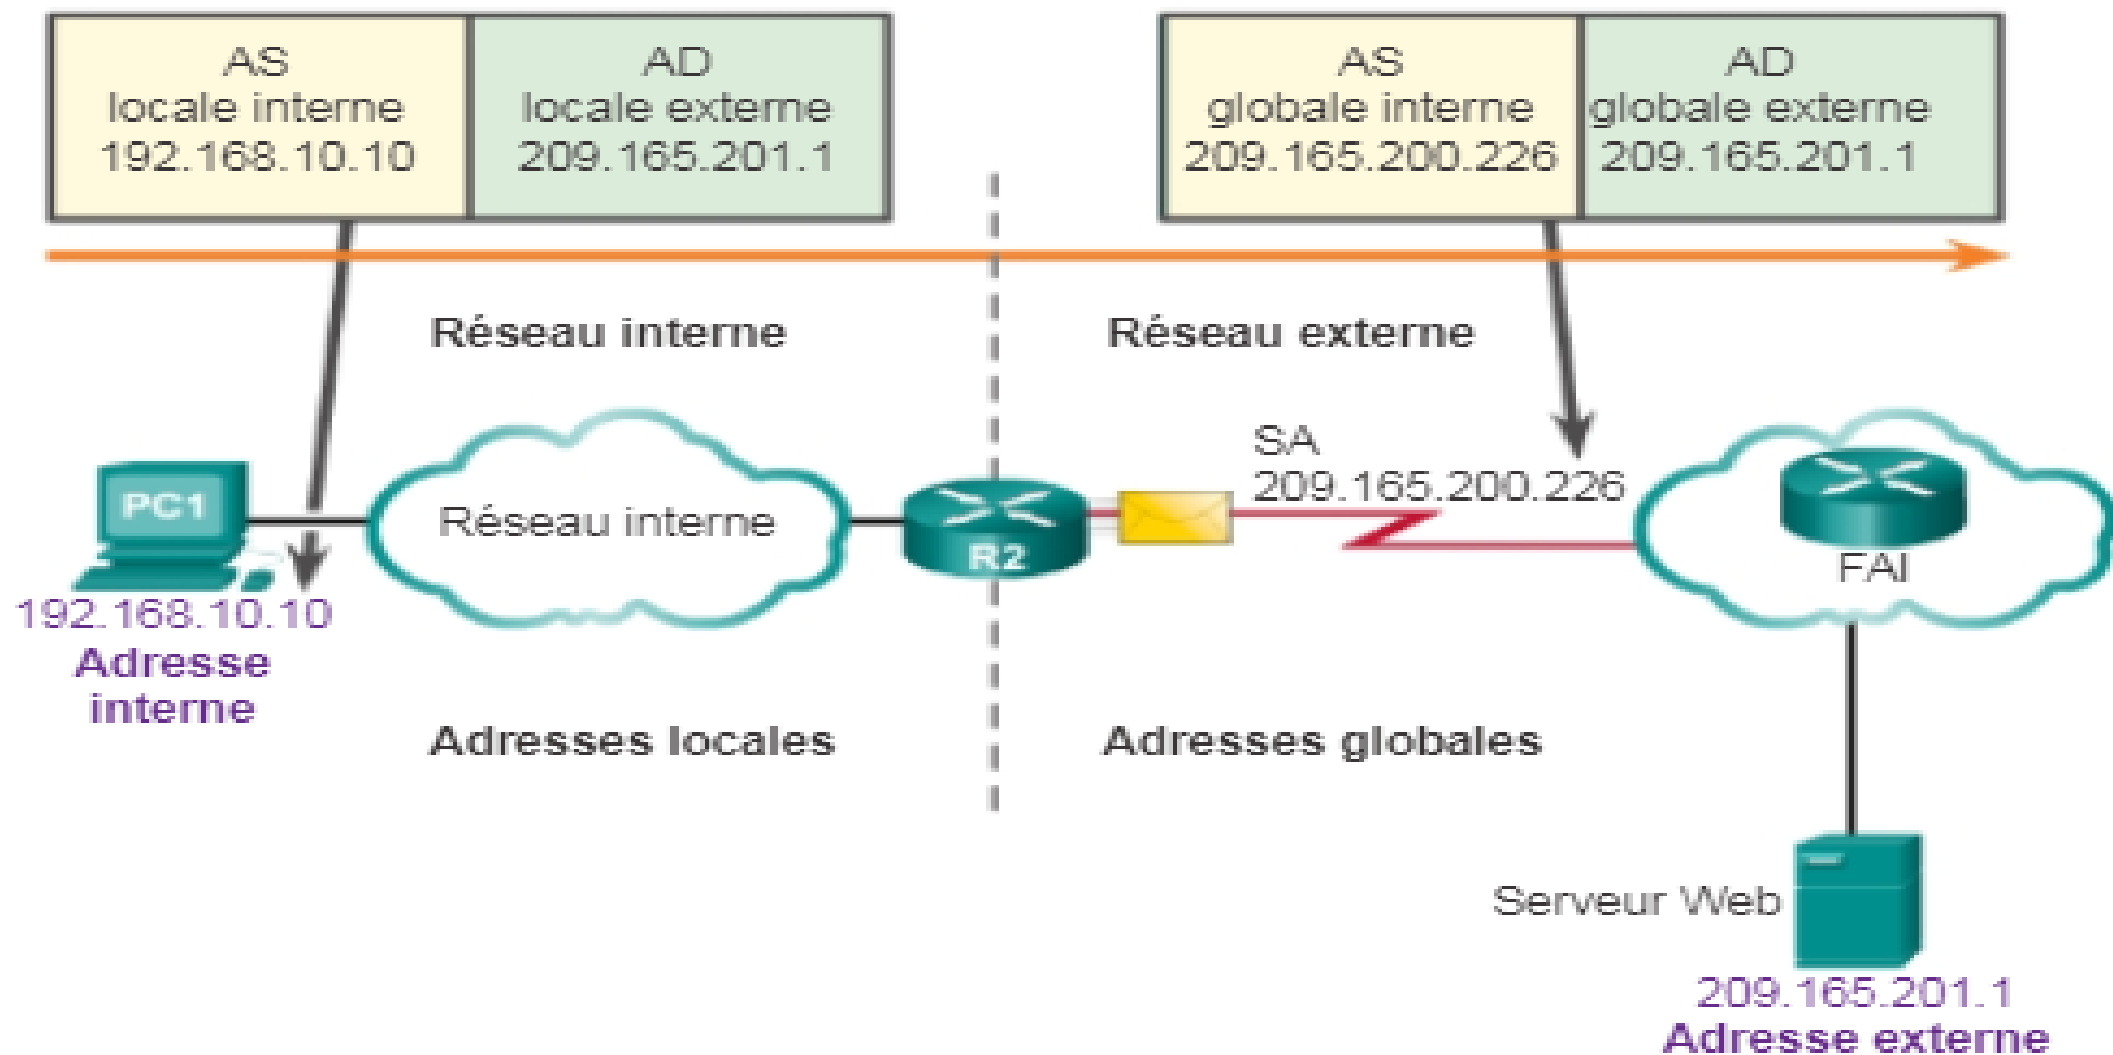 AS
locale interne
192.168.10.10
AD
locale externe
209.165.201.1
AS
globale interne
209.165.200.226
AD
globale externe
209.165.201.1
Réseau interne
Réseau externe
PC1
Réseau interne
R2
SA
209.165.200.226
FAI
192.168.10.10
Adresse
interne
Adresses locales
Adresses globales
Serveur Web
209.165.201.1
Adresse externe